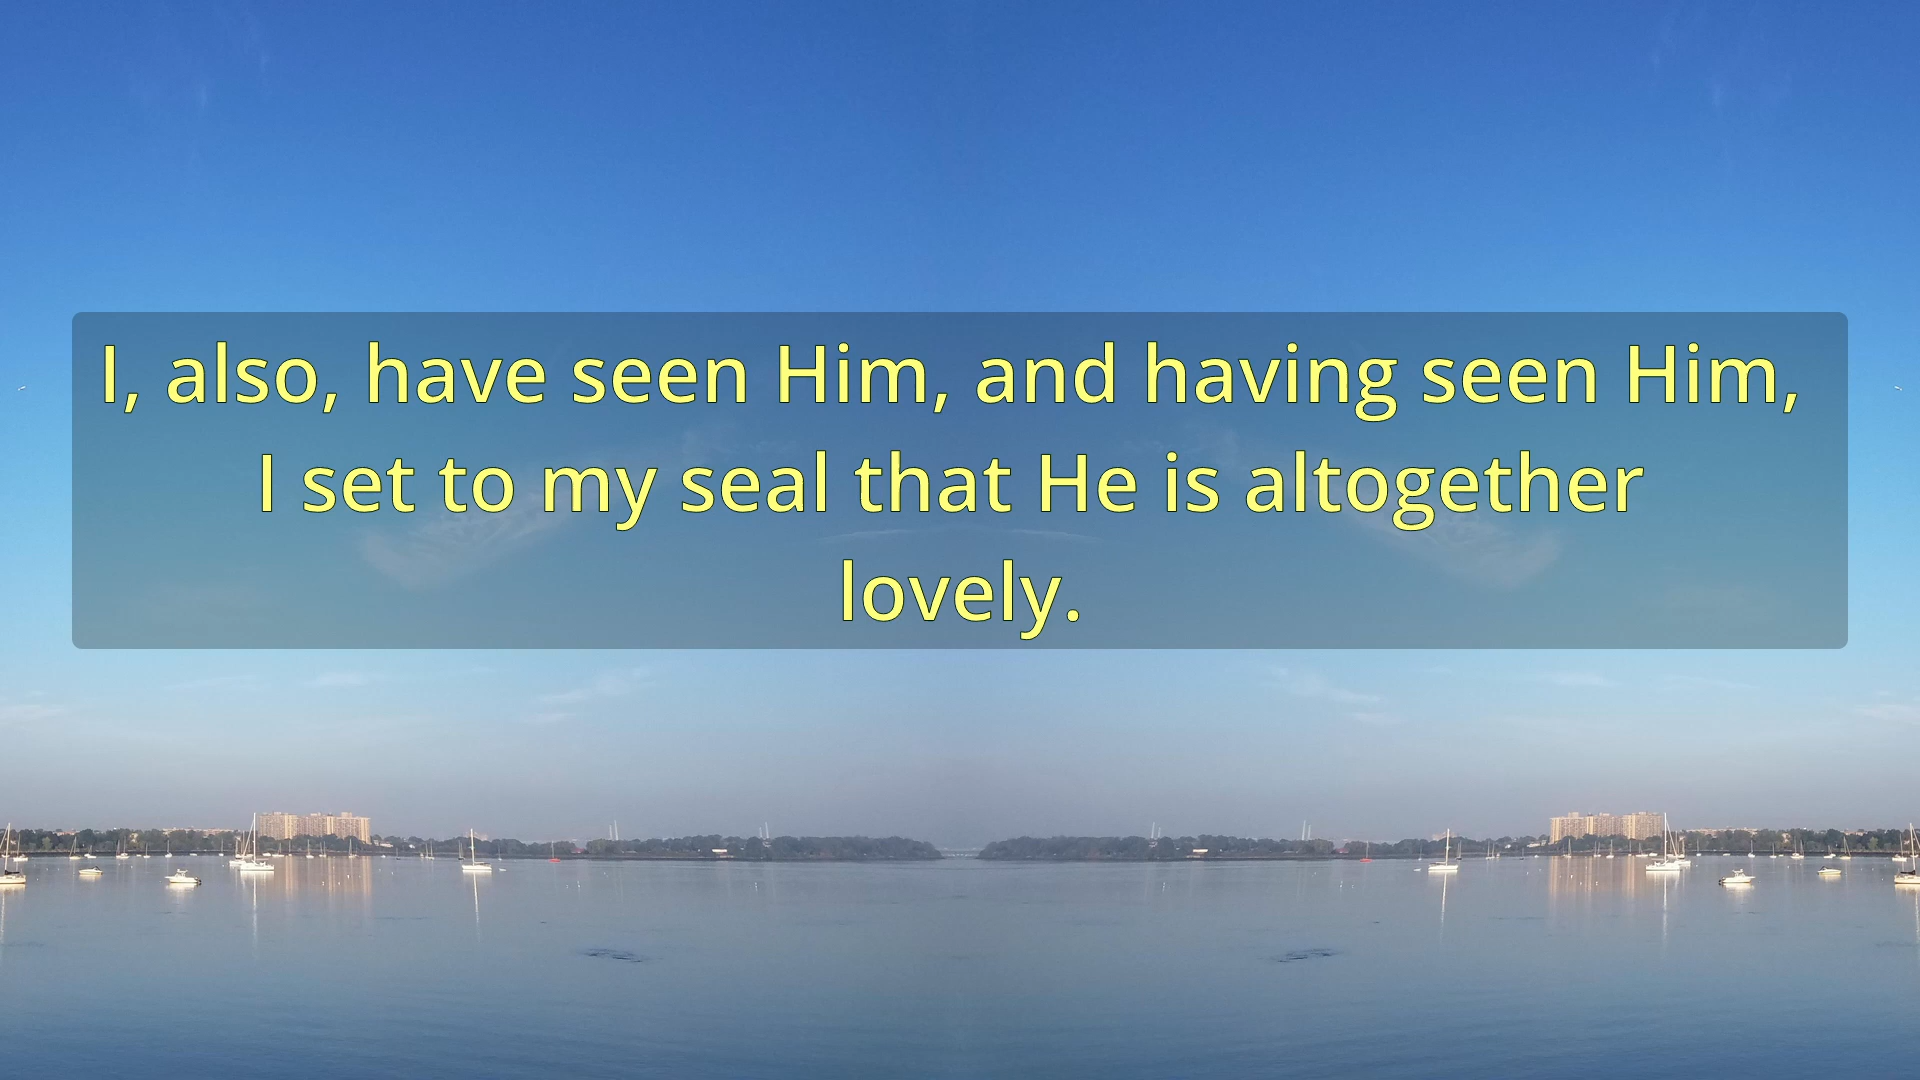 I, also, have seen Him, and having seen Him,
I set to my seal that He is altogether
lovely.